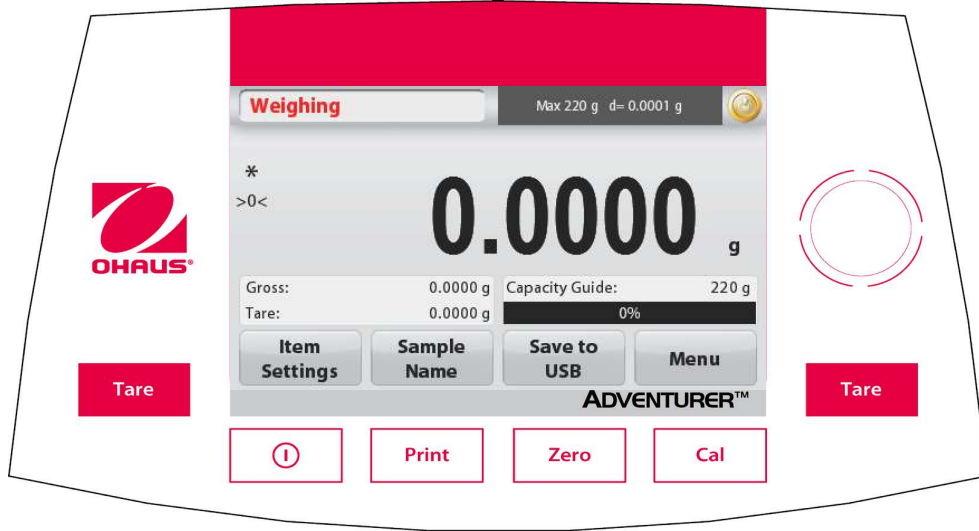 Weighing
Max 220 g d= 0.0001 g
*
>0<
0.0000 g
OHAUS®
Gross: 0.0000 g
Tare: 0.0000 g
Capacity Guide: 220 g
0%
Item Settings
Sample Name
Save to USB
Menu
ADVENTURER™
Tare
Tare
Print
Zero
Cal